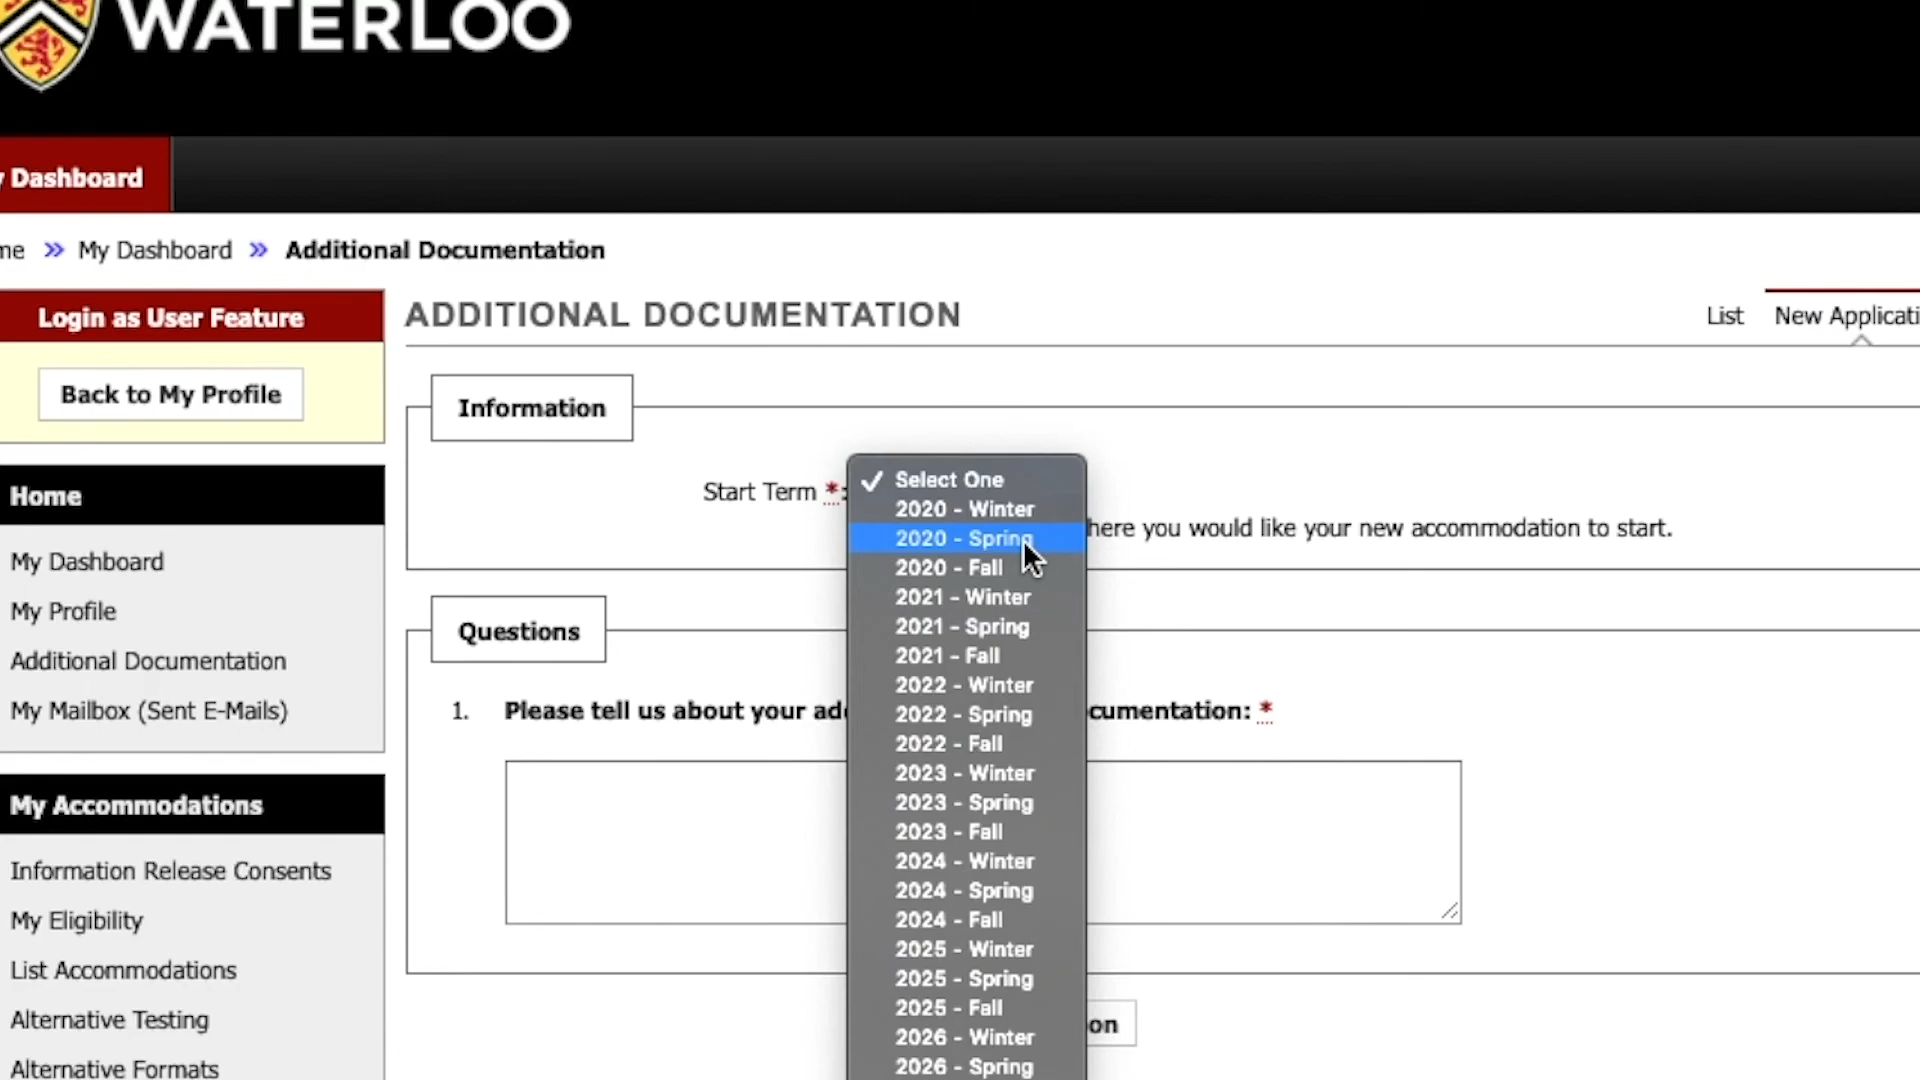 WATERLOO
Dashboard
me » My Dashboard » Additional Documentation
Login as User Feature
Back to My Profile
Home
My Dashboard
My Profile
Additional Documentation
My Mailbox (Sent E-Mails)
My Accommodations
Information Release Consents
My Eligibility
List Accommodations
Alternative Testing
Alternative Formats
ADDITIONAL DOCUMENTATION
List New Applicati
Information
Start Term *:
here you would like your new accommodation to start.
Select One
2020 - Winter
2020 - Spring
2020 - Fall
2021 - Winter
2021 - Spring
2021 - Fall
2022 - Winter
2022 - Spring
2022 - Fall
2023 - Winter
2023 - Spring
2023 - Fall
2024 - Winter
2024 - Spring
2024 - Fall
2025 - Winter
2025 - Spring
2025 - Fall
2026 - Winter
2026 - Spring
Questions
1. Please tell us about your ad cumentation: *
on